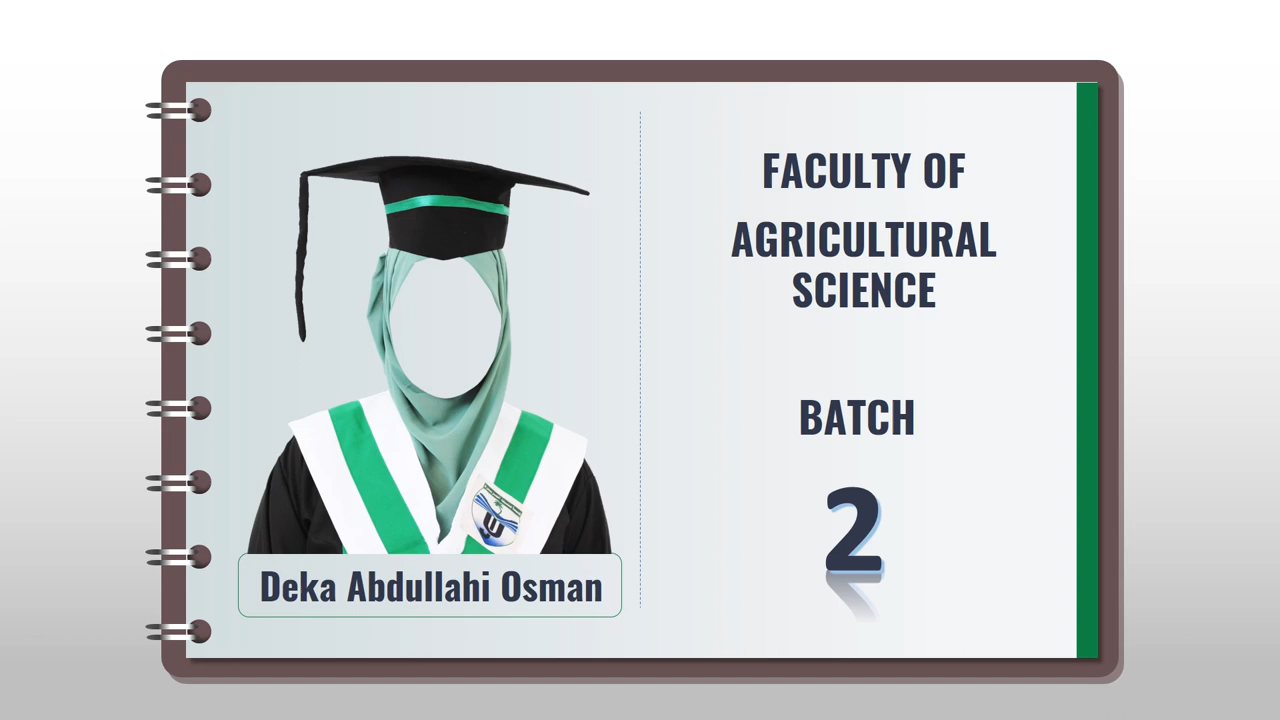 FACULTY OF
AGRICULTURAL
SCIENCE
BATCH
2
Deka Abdullahi Osman